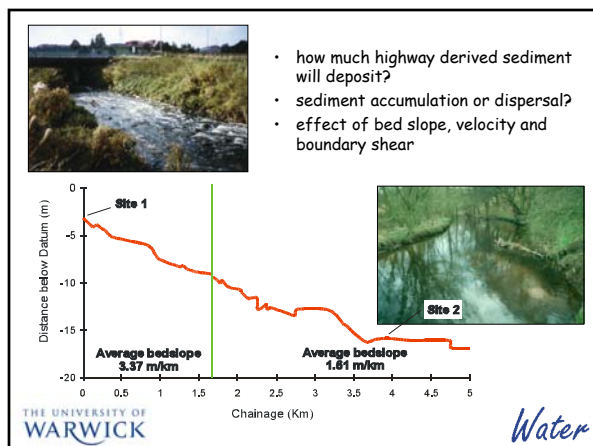 • how much highway derived sediment
will deposit?
• sediment accumulation or dispersal?
• effect of bed slope, velocity and
boundary shear
Distance below Datum (m)
0
-5
-10
-15
-20
Site 1
Site 2
Average bedslope
3.37 m/km
Average bedslope
1.61 m/km
0 0.5 1 1.5 2 2.5 3 3.5 4 4.5 5
Chainage (Km)
THE UNIVERSITY OF
WARWICK
Water